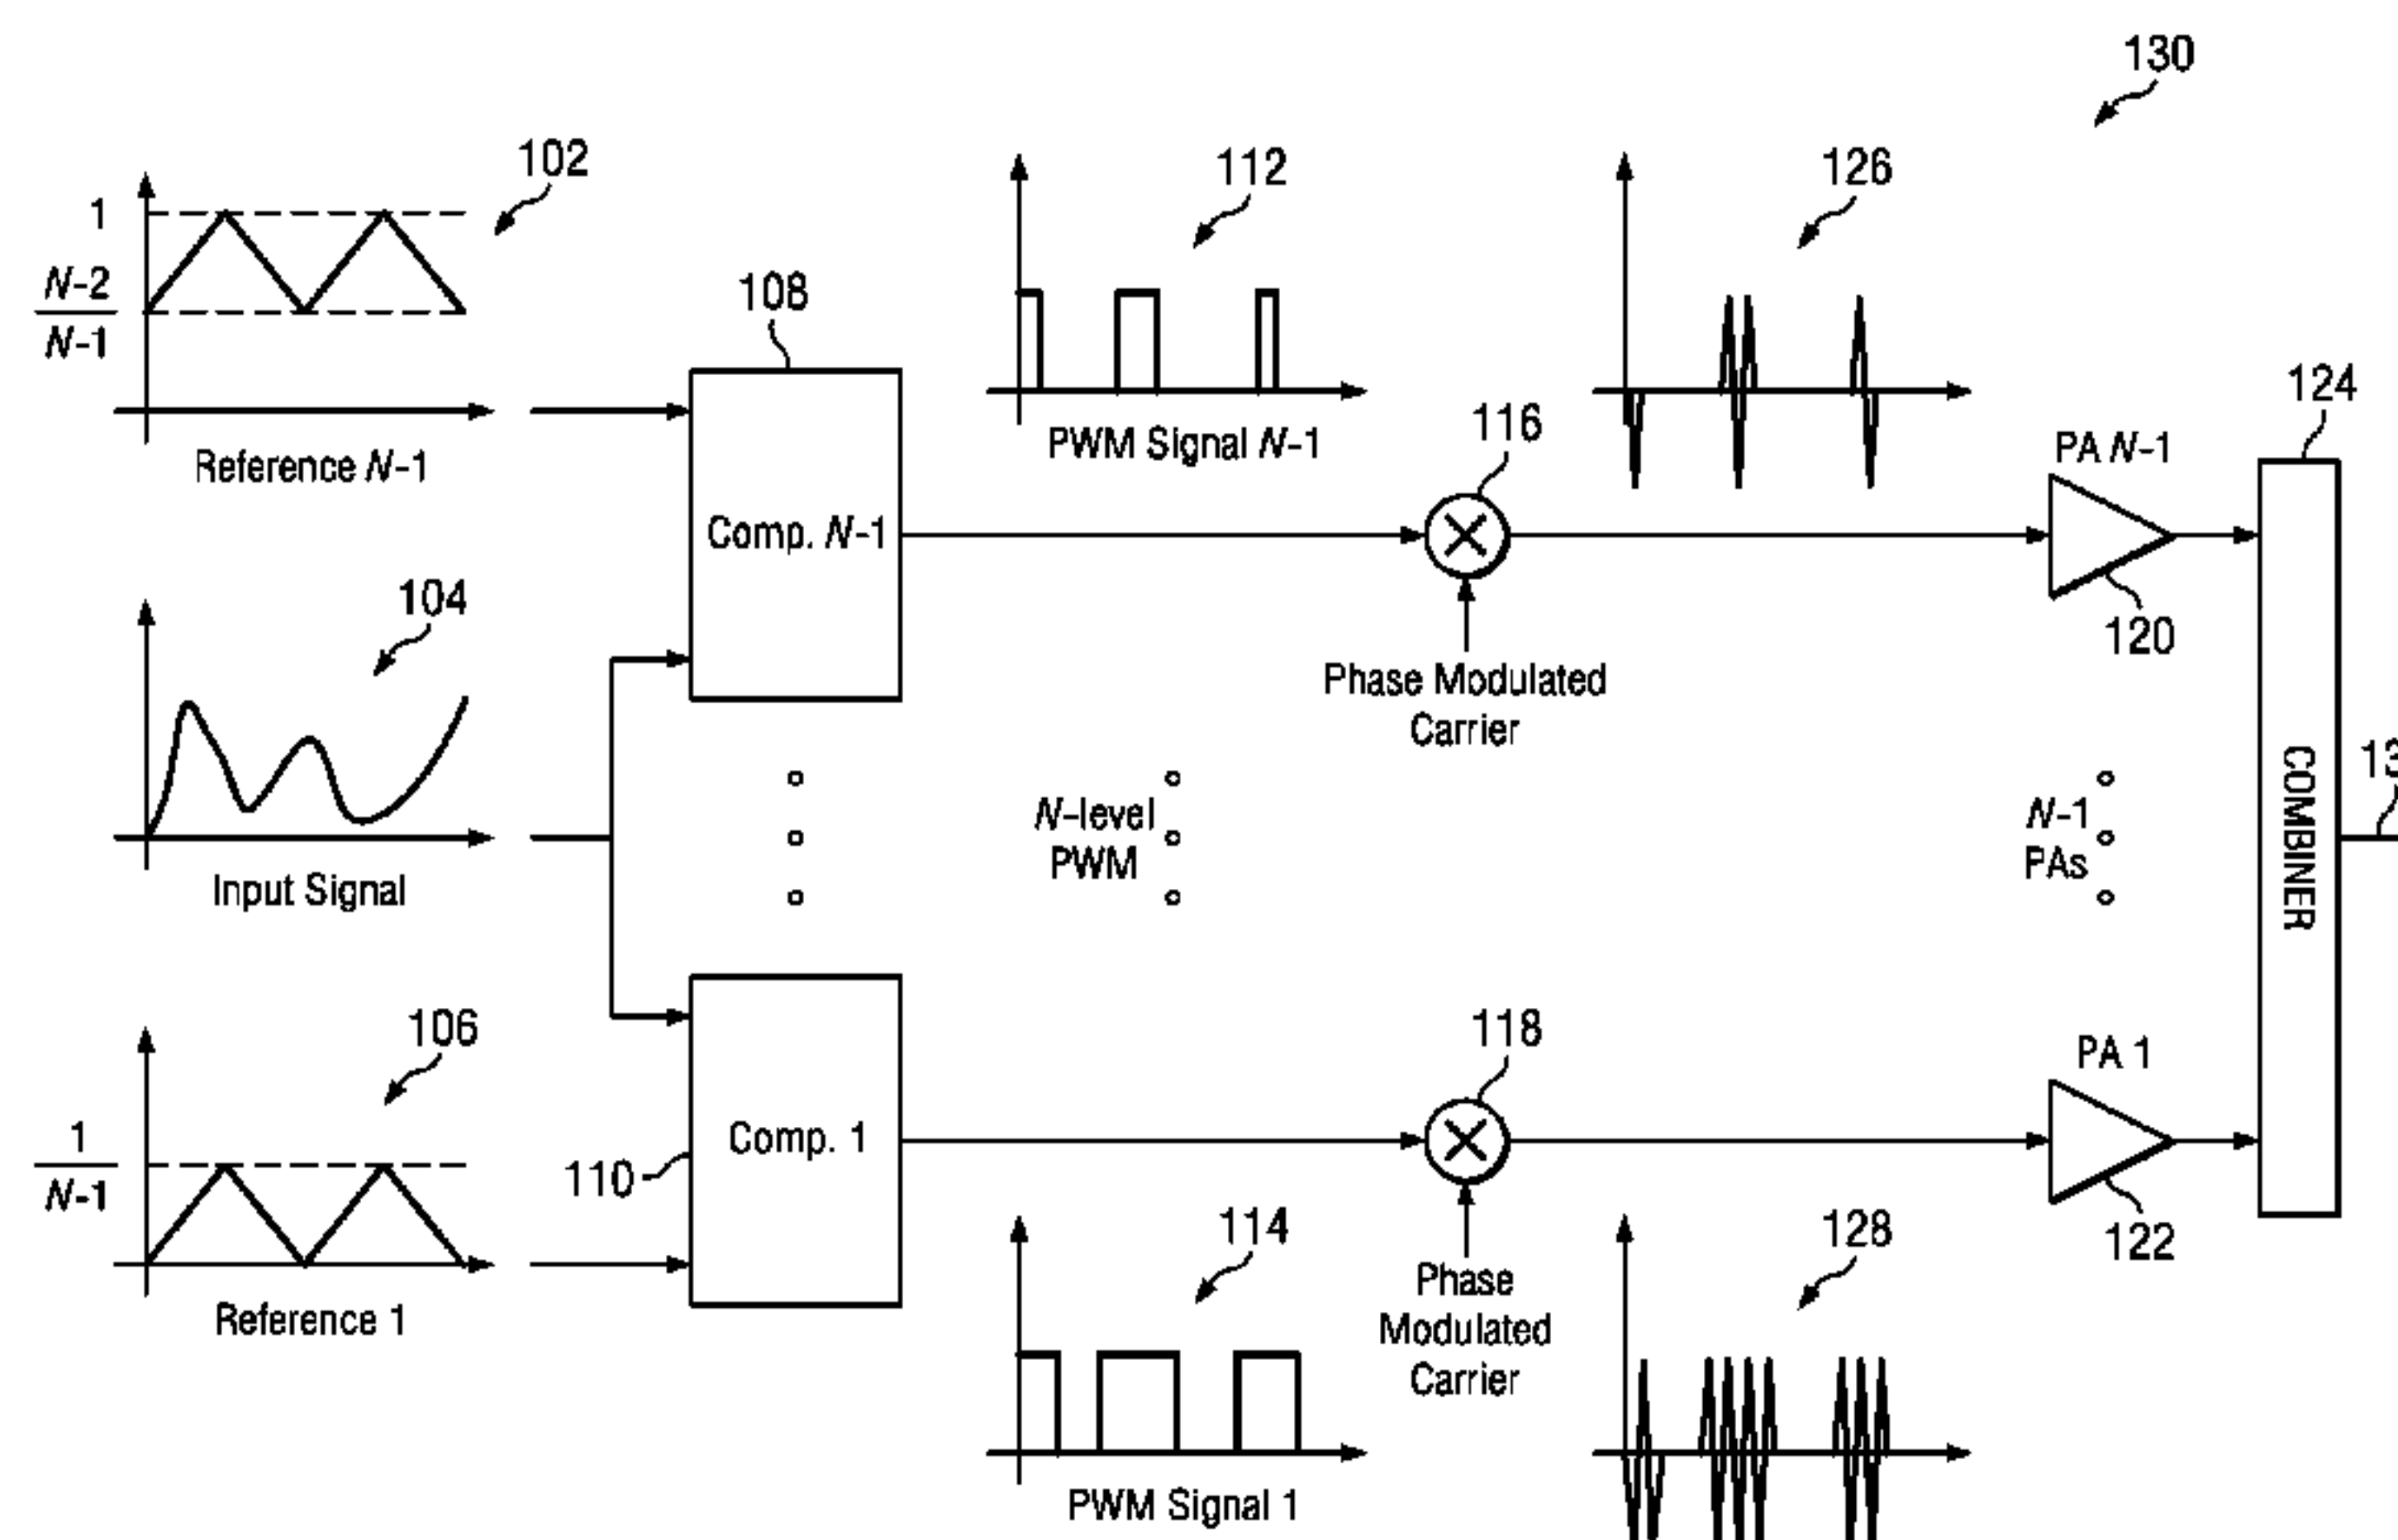 130
102
1
N-2
N-1
Reference N-1
112
PWM Signal N-1
126
108
Comp. N-1
116
Phase Modulated
Carrier
PA N-1
120
124
COMBINER
104
Input Signal
N-level
PWM
N-1
PAs
106
1
N-1
Reference 1
110
Comp. 1
118
Phase
Modulated
Carrier
PA 1
122
114
PWM Signal 1
128